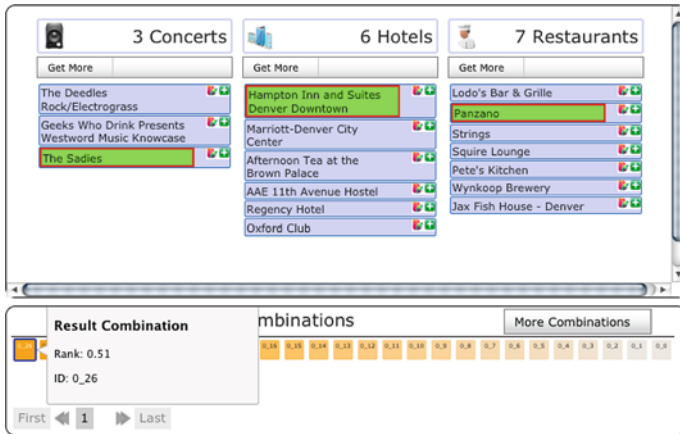 3 Concerts
Get More
The Deedles
Rock/Electrograss
Geeks Who Drink Presents
Westword Music Knowcase
The Sadies
6 Hotels
Get More
Hampton Inn and Suites
Denver Downtown
Marriott-Denver City
Center
Afternoon Tea at the
Brown Palace
AAE 11th Avenue Hostel
Regency Hotel
Oxford Club
7 Restaurants
Get More
Lodo's Bar & Grille
Panzano
Strings
Squire Lounge
Pete's Kitchen
Wynkoop Brewery
Jax Fish House - Denver
mbinations
More Combinations
Result Combination
Rank: 0.51
ID: 0_26
0_16 0_15 0_14 0_13 0_12 0_11 0_10 0_9 0_8 0_7 0_6 0_5 0_4 0_3 0_2 0_1 0_0
First 1 Last